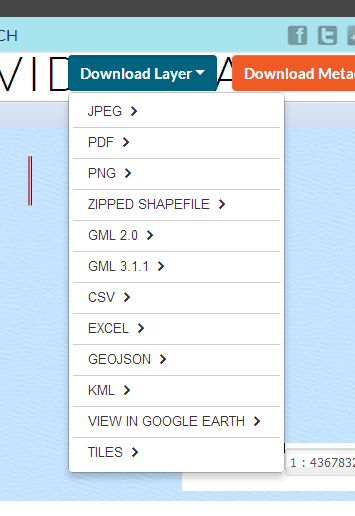 CH
VID
A
Download Layer
Download Meta
JPEG
PDF
PNG
ZIPPED SHAPEFILE
GML 2.0
GML 3.1.1
CSV
EXCEL
GEOJSON
KML
VIEW IN GOOGLE EARTH
TILES
1 : 4367832